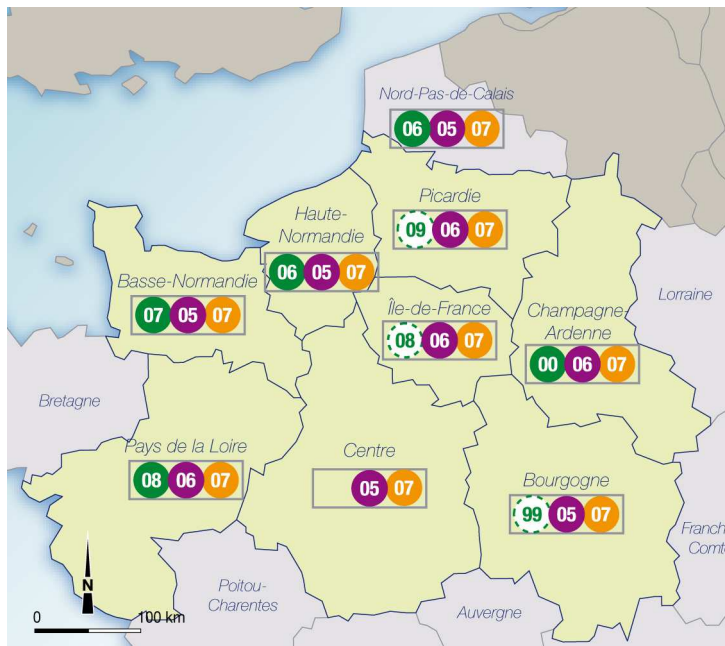 Nord-Pas-de-Calais
06 05 07
Picardie
09 06 07
Haute-
Normandie
06 05 07
Basse-Normandie
07 05 07
Île-de-France
08 06 07
Champagne-
Ardenne
00 06 07
Lorraine
Bretagne
Pays de la Loire
08 06 07
Centre
05 07
Bourgogne
99 05 07
Franch
Comt
Poitou-
Charentes
Auvergne
N
0 100 km